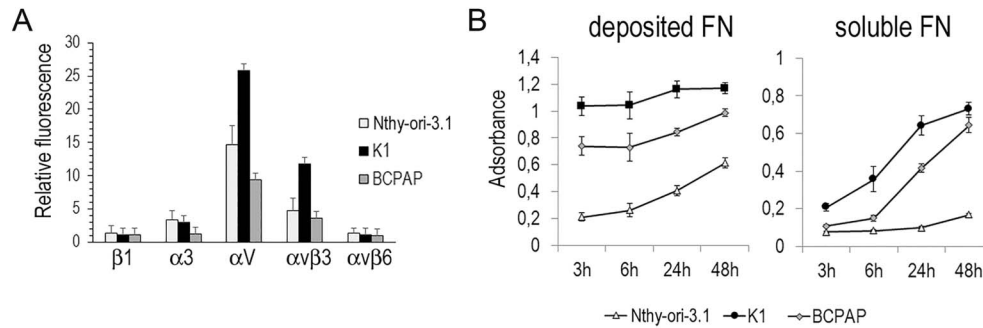 A
Relative fluorescence
30
25
20
15
10
5
0
β1 α3 αV αvβ3 αvβ6
Nthy-ori-3.1
K1
BCPAP
B
deposited FN
Adsorbance
1,4
1,2
1
0,8
0,6
0,4
0,2
0
3h 6h 24h 48h
soluble FN
1
0,8
0,6
0,4
0,2
0
3h 6h 24h 48h
Nthy-ori-3.1 K1 BCPAP